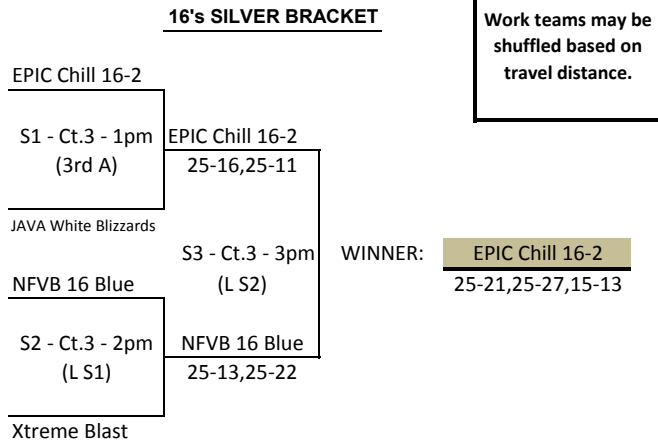 16's SILVER BRACKET
Work teams may be
shuffled based on
travel distance.
EPIC Chill 16-2
S1 - Ct.3 - 1pm
(3rd A)
EPIC Chill 16-2
25-16,25-11
JAVA White Blizzards
S3 - Ct.3 - 3pm
(L S2)
WINNER:
EPIC Chill 16-2
25-21,25-27,15-13
NFVB 16 Blue
S2 - Ct.3 - 2pm
(L S1)
NFVB 16 Blue
25-13,25-22
Xtreme Blast